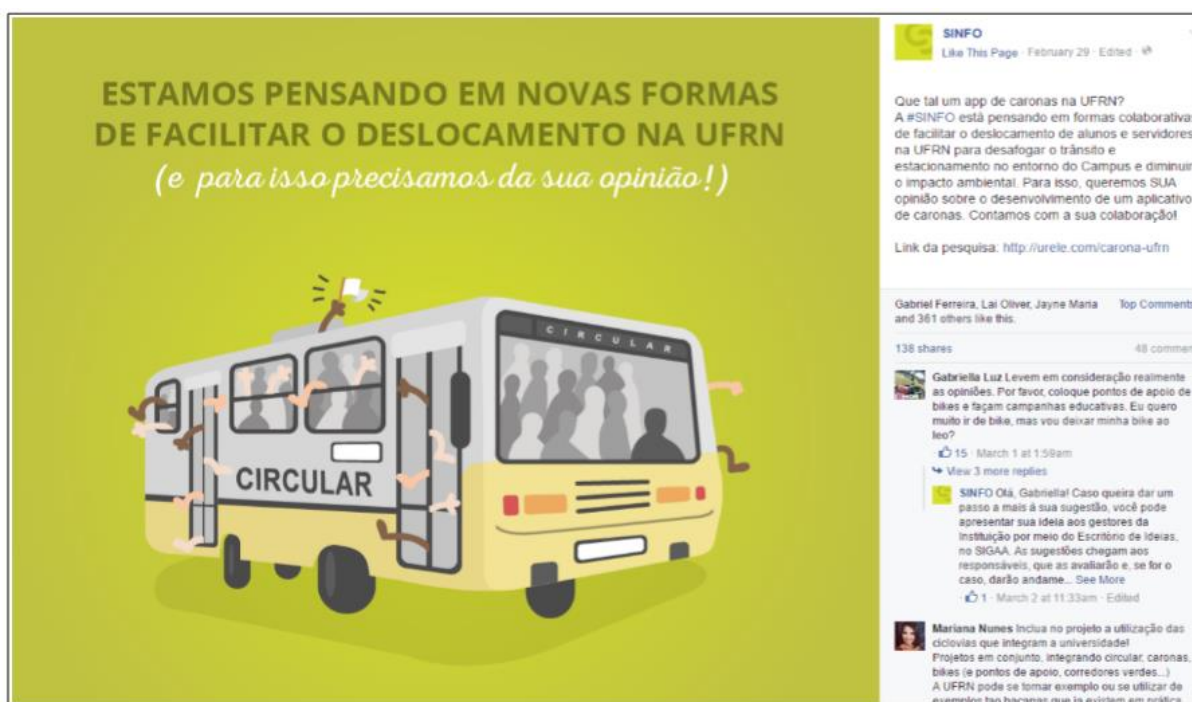 ESTAMOS PENSANDO EM NOVAS FORMAS
DE FACILITAR O DESLOCAMENTO NA UFRN
(e para isso precisamos da sua opinião!)
CIRCULAR
CIRCULAR
SINFO
Like This Page · February 29 · Edited ·
Que tal um app de caronas na UFRN?
A #SINFO está pensando em formas colaborativas
de facilitar o deslocamento de alunos e servidores
na UFRN para desafogar o trânsito e
estacionamento no entorno do Campus e diminuir
o impacto ambiental. Para isso, queremos SUA
opinião sobre o desenvolvimento de um aplicativo
de caronas. Contamos com a sua colaboração!
Link da pesquisa: http://urele.com/carona-ufrn
Gabriel Ferreira, Lai Oliver, Jayne Maria Top Comments
and 361 others like this.
138 shares 48 commen
Gabriella Luz Levem em consideração realmente
as opiniões. Por favor, coloque pontos de apoio de
bikes e façam campanhas educativas. Eu quero
muito ir de bike, mas vou deixar minha bike ao
leo?
15 · March 1 at 1:59am
View 3 more replies
SINFO Olá, Gabriella! Caso queira dar um
passo a mais à sua sugestão, você pode
apresentar sua ideia aos gestores da
Instituição por meio do Escritório de Ideias,
no SIGAA. As sugestões chegam aos
responsáveis, que as avaliarão e, se for o
caso, darão andame... See More
1 · March 2 at 11:33am · Edited
Mariana Nunes Inclua no projeto a utilização das
ciclovias que integram a universidade!
Projetos em conjunto, integrando circular, caronas,
bikes (e pontos de apoio, corredores verdes...)
A UFRN pode se tornar exemplo ou se utilizar de
exemplos tao bacanas que ja existem em prática